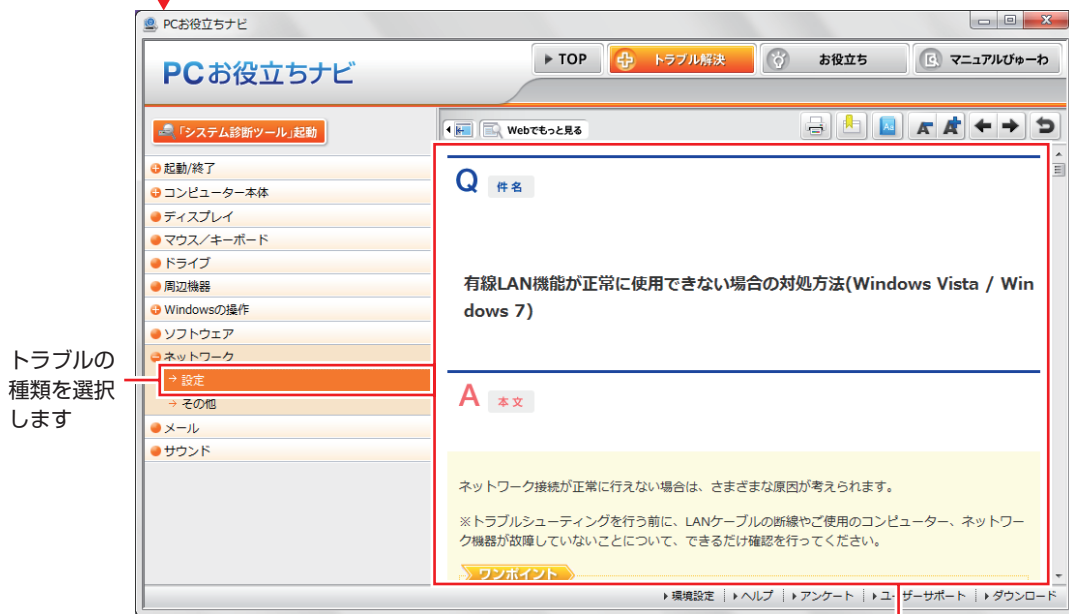 PCお役立ちナビ
PCお役立ちナビ
TOP
トラブル解決
お役立ち
マニュアルびゅーわ
「システム診断ツール」起動
Webでもっと見る
起動/終了
コンピューター本体
ディスプレイ
マウス／キーボード
ドライブ
周辺機器
Windowsの操作
ソフトウェア
ネットワーク
設定
その他
メール
サウンド
トラブルの
種類を選択
します
Q 件名
有線LAN機能が正常に使用できない場合の対処方法(Windows Vista / Win
dows 7)
A 本文
ネットワーク接続が正常に行えない場合は、さまざまな原因が考えられます。
※トラブルシューティングを行う前に、LANケーブルの断線やご使用のコンピューター、ネットワー
ク機器が故障していないことについて、できるだけ確認を行ってください。
ワンポイント
環境設定
ヘルプ
アンケート
ユーザーサポート
ダウンロード